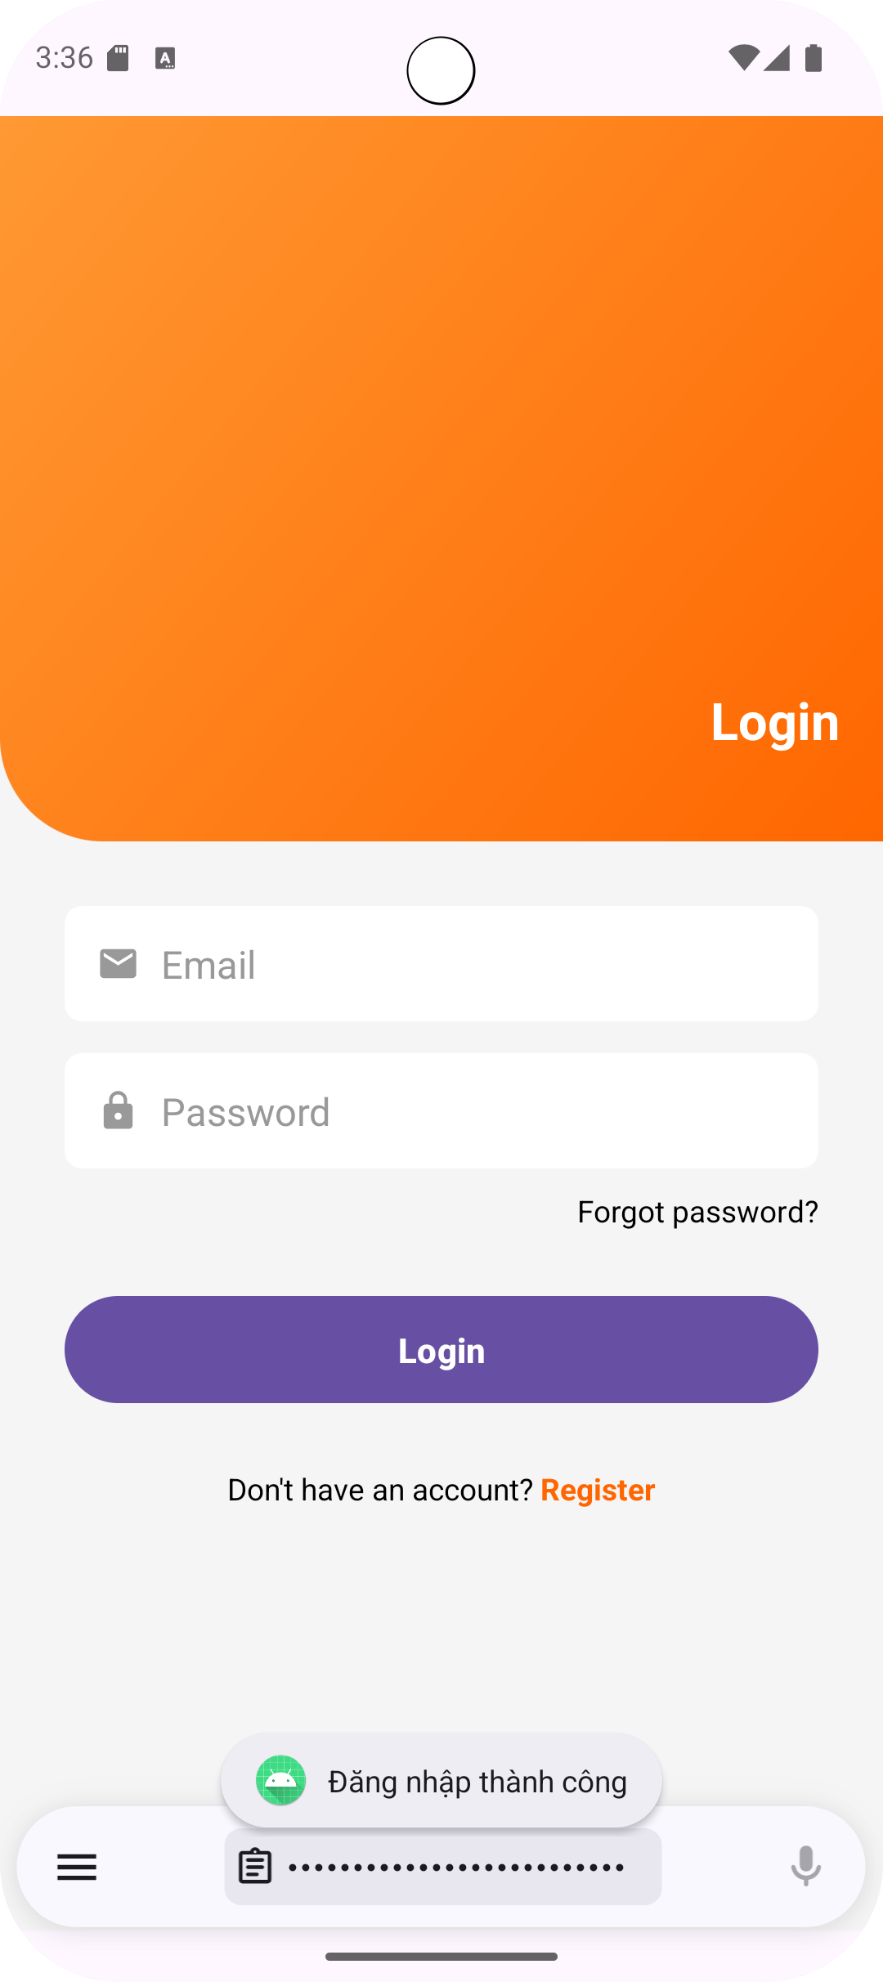 3:36
Login
Email
Password
Forgot password?
Login
Don't have an account? Register
Đăng nhập thành công
••••••••••••••••••••••••••